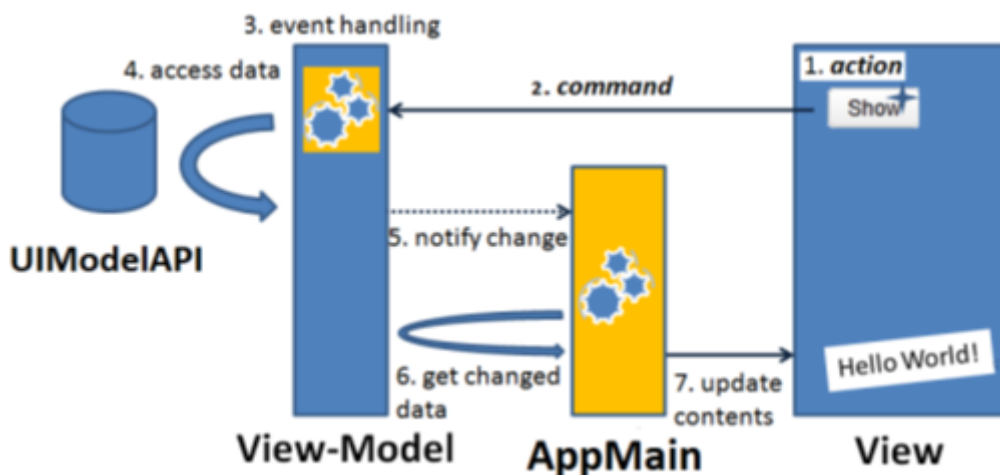 3. event handling
4. access data
1. action
2. command
Show
5. notify change
UIModelAPI
Hello World!
6. get changed
data
7. update
contents
View-Model
AppMain
View